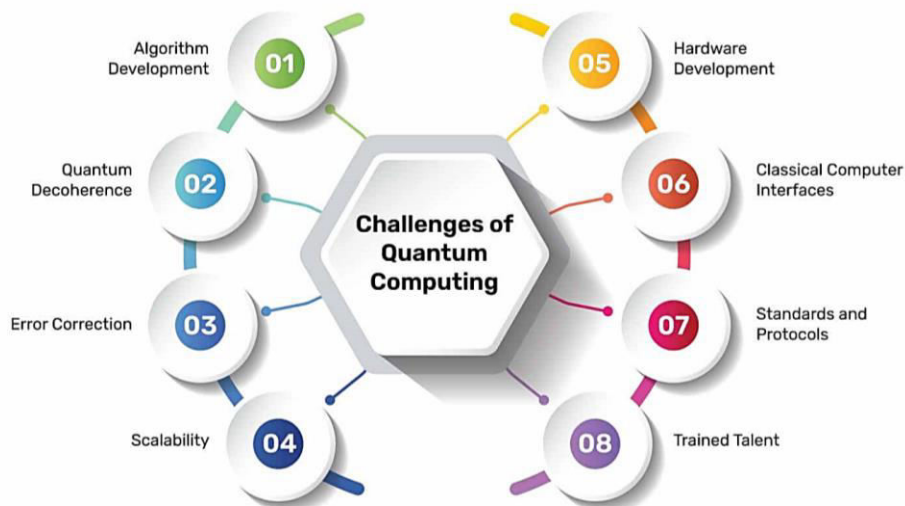 Algorithm
Development
01
Quantum
Decoherence
02
Error Correction
03
Scalability
04
Challenges of
Quantum
Computing
05
Hardware
Development
06
Classical Computer
Interfaces
07
Standards and
Protocols
08
Trained Talent